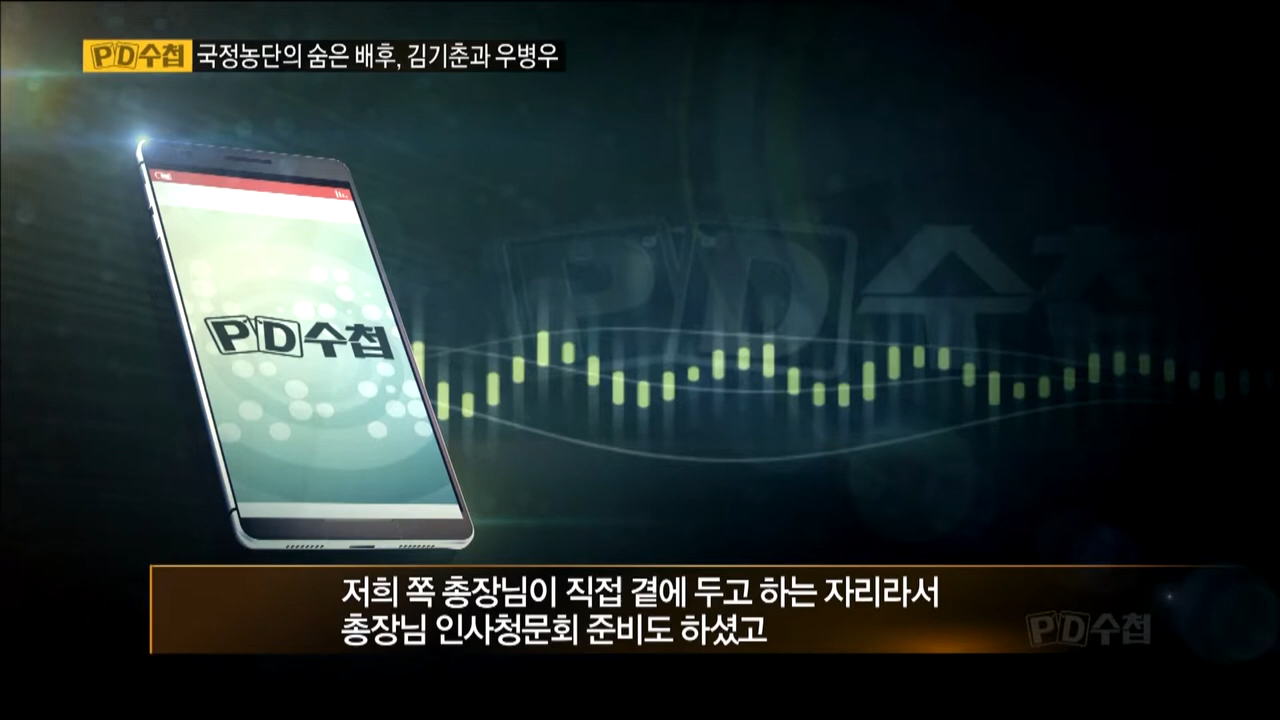 PD수첩 국정농단의 숨은 배후, 김기춘과 우병우
PD수첩
PD수첩
저희 쪽 총장님이 직접 곁에 두고 하는 자리라서
총장님 인사청문회 준비도 하셨고
PD수첩